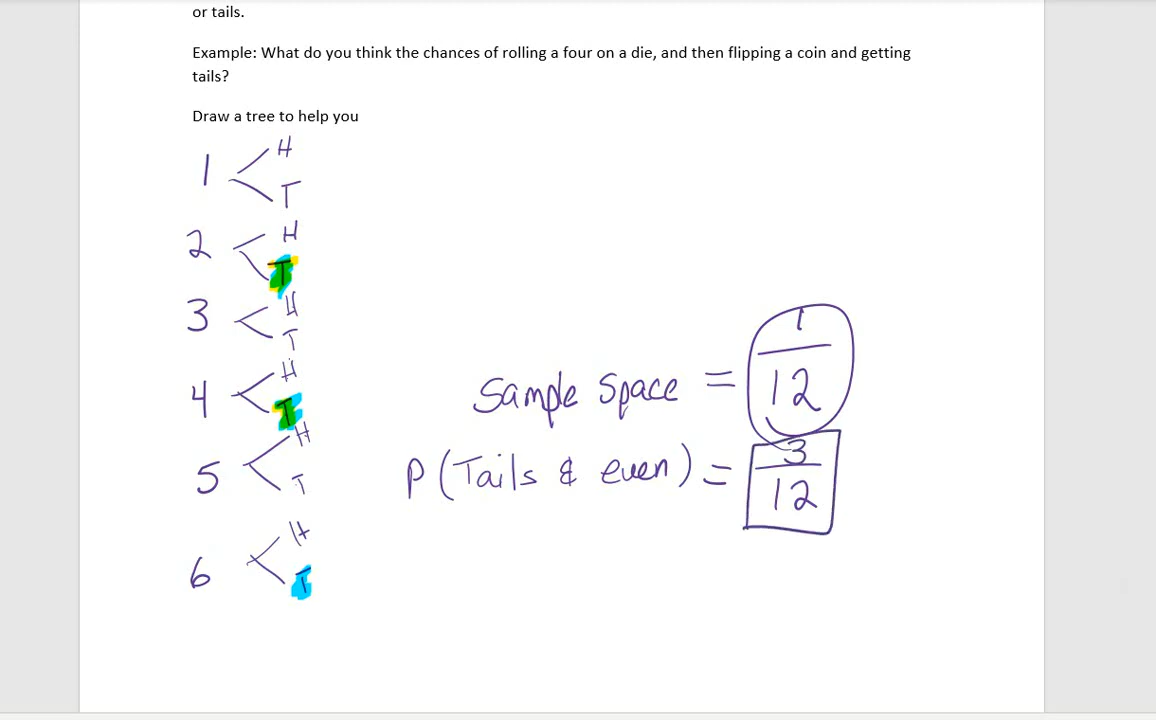 or tails.
Example: What do you think the chances of rolling a four on a die, and then flipping a coin and getting
tails?
Draw a tree to help you
1 < H
T
2 < H
T
3 < H
T
4 < H
T
5 < H
T
6 < H
T
Sample Space = 1/12
P (Tails & even) = 3/12